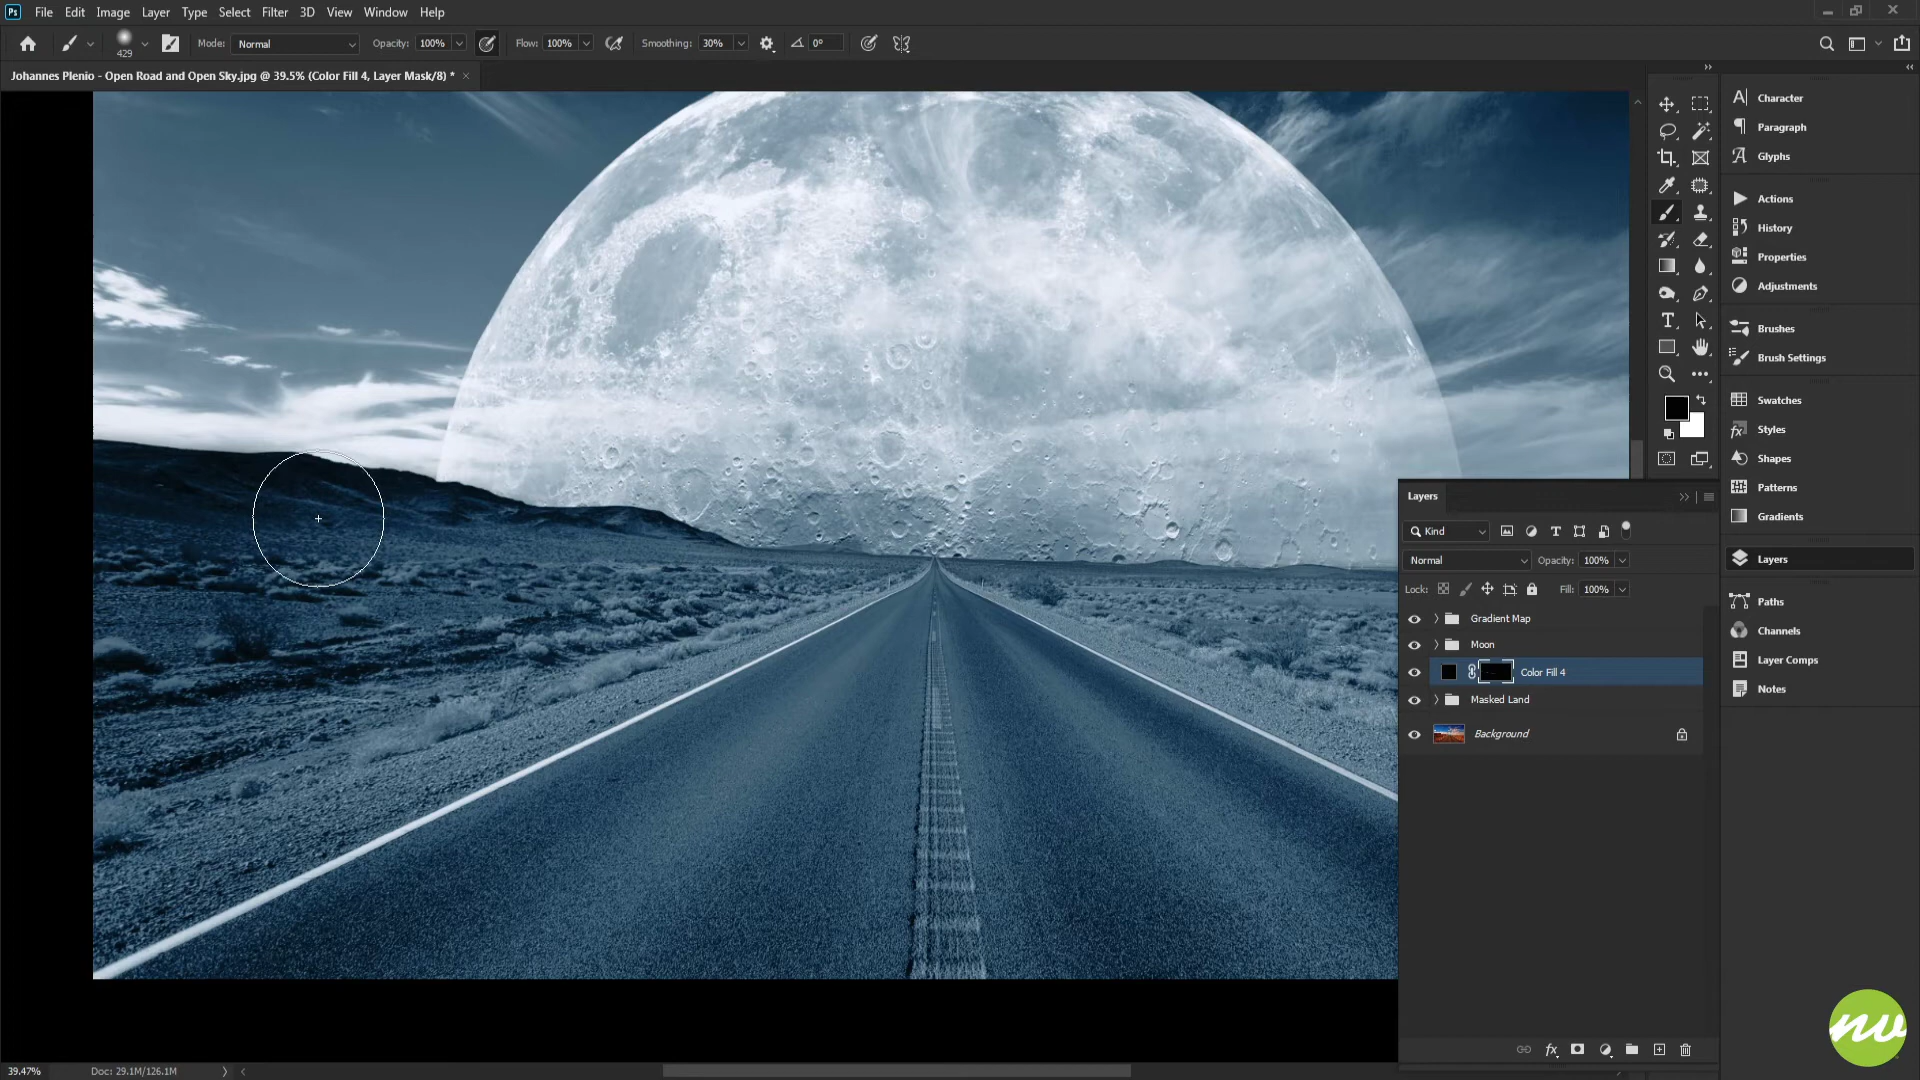 Ps File Edit Image Layer Type Select Filter 3D View Window Help
429 Mode: Normal Opacity: 100% Flow: 100% Smoothing: 30% 0°
Johannes Plenio - Open Road and Open Sky.jpg @ 39.5% (Color Fill 4, Layer Mask/8) *
Character
Paragraph
Glyphs
Actions
History
Properties
Adjustments
Brushes
Brush Settings
Swatches
Styles
Shapes
Patterns
Gradients
Layers
Paths
Channels
Layer Comps
Notes
Layers
Kind
Normal Opacity: 100%
Lock: Fill: 100%
Gradient Map
Moon
Color Fill 4
Masked Land
Background
nv
39.47% Doc: 29.1M/126.1M